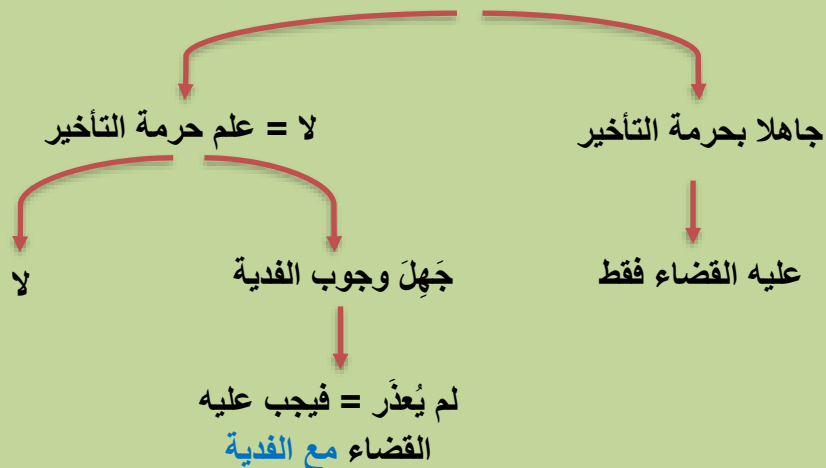 جاهلا بحرمة التأخير
لا = علم حرمة التأخير
عليه القضاء فقط
جَهِلَ وجوب الفدية
لا
لم يُعذَر = فيجب عليه
القضاء مع الفدية